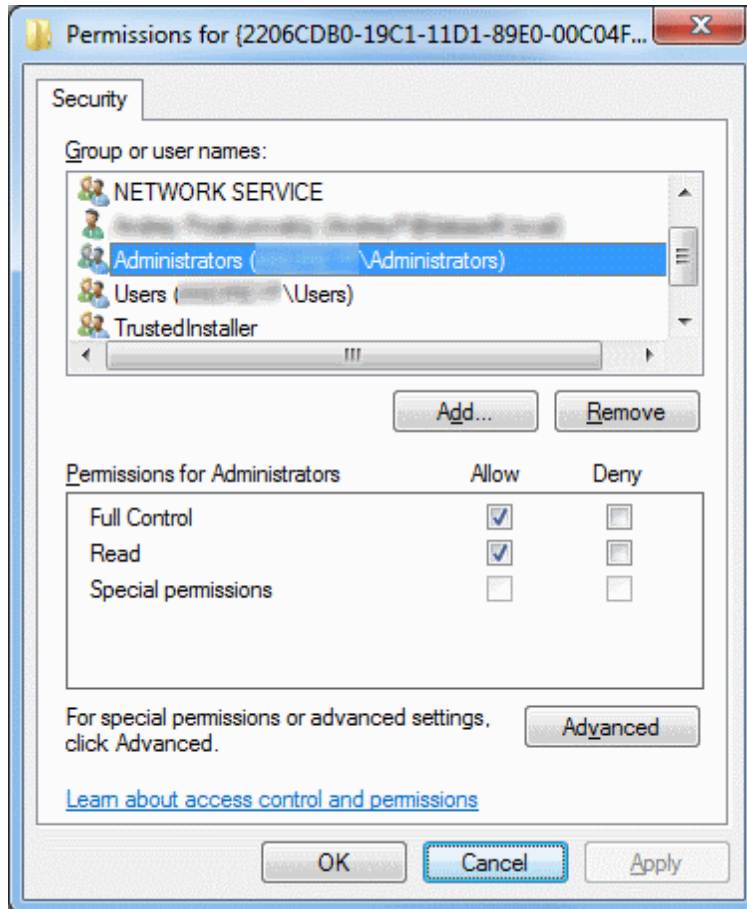 Permissions for {2206CDB0-19C1-11D1-89E0-00C04F...
Security
Group or user names:
NETWORK SERVICE
Administrators ( \Administrators)
Users ( \Users)
TrustedInstaller
Add... Remove
Permissions for Administrators Allow Deny
Full Control
Read
Special permissions
For special permissions or advanced settings,
click Advanced.
Advanced
Learn about access control and permissions
OK Cancel Apply